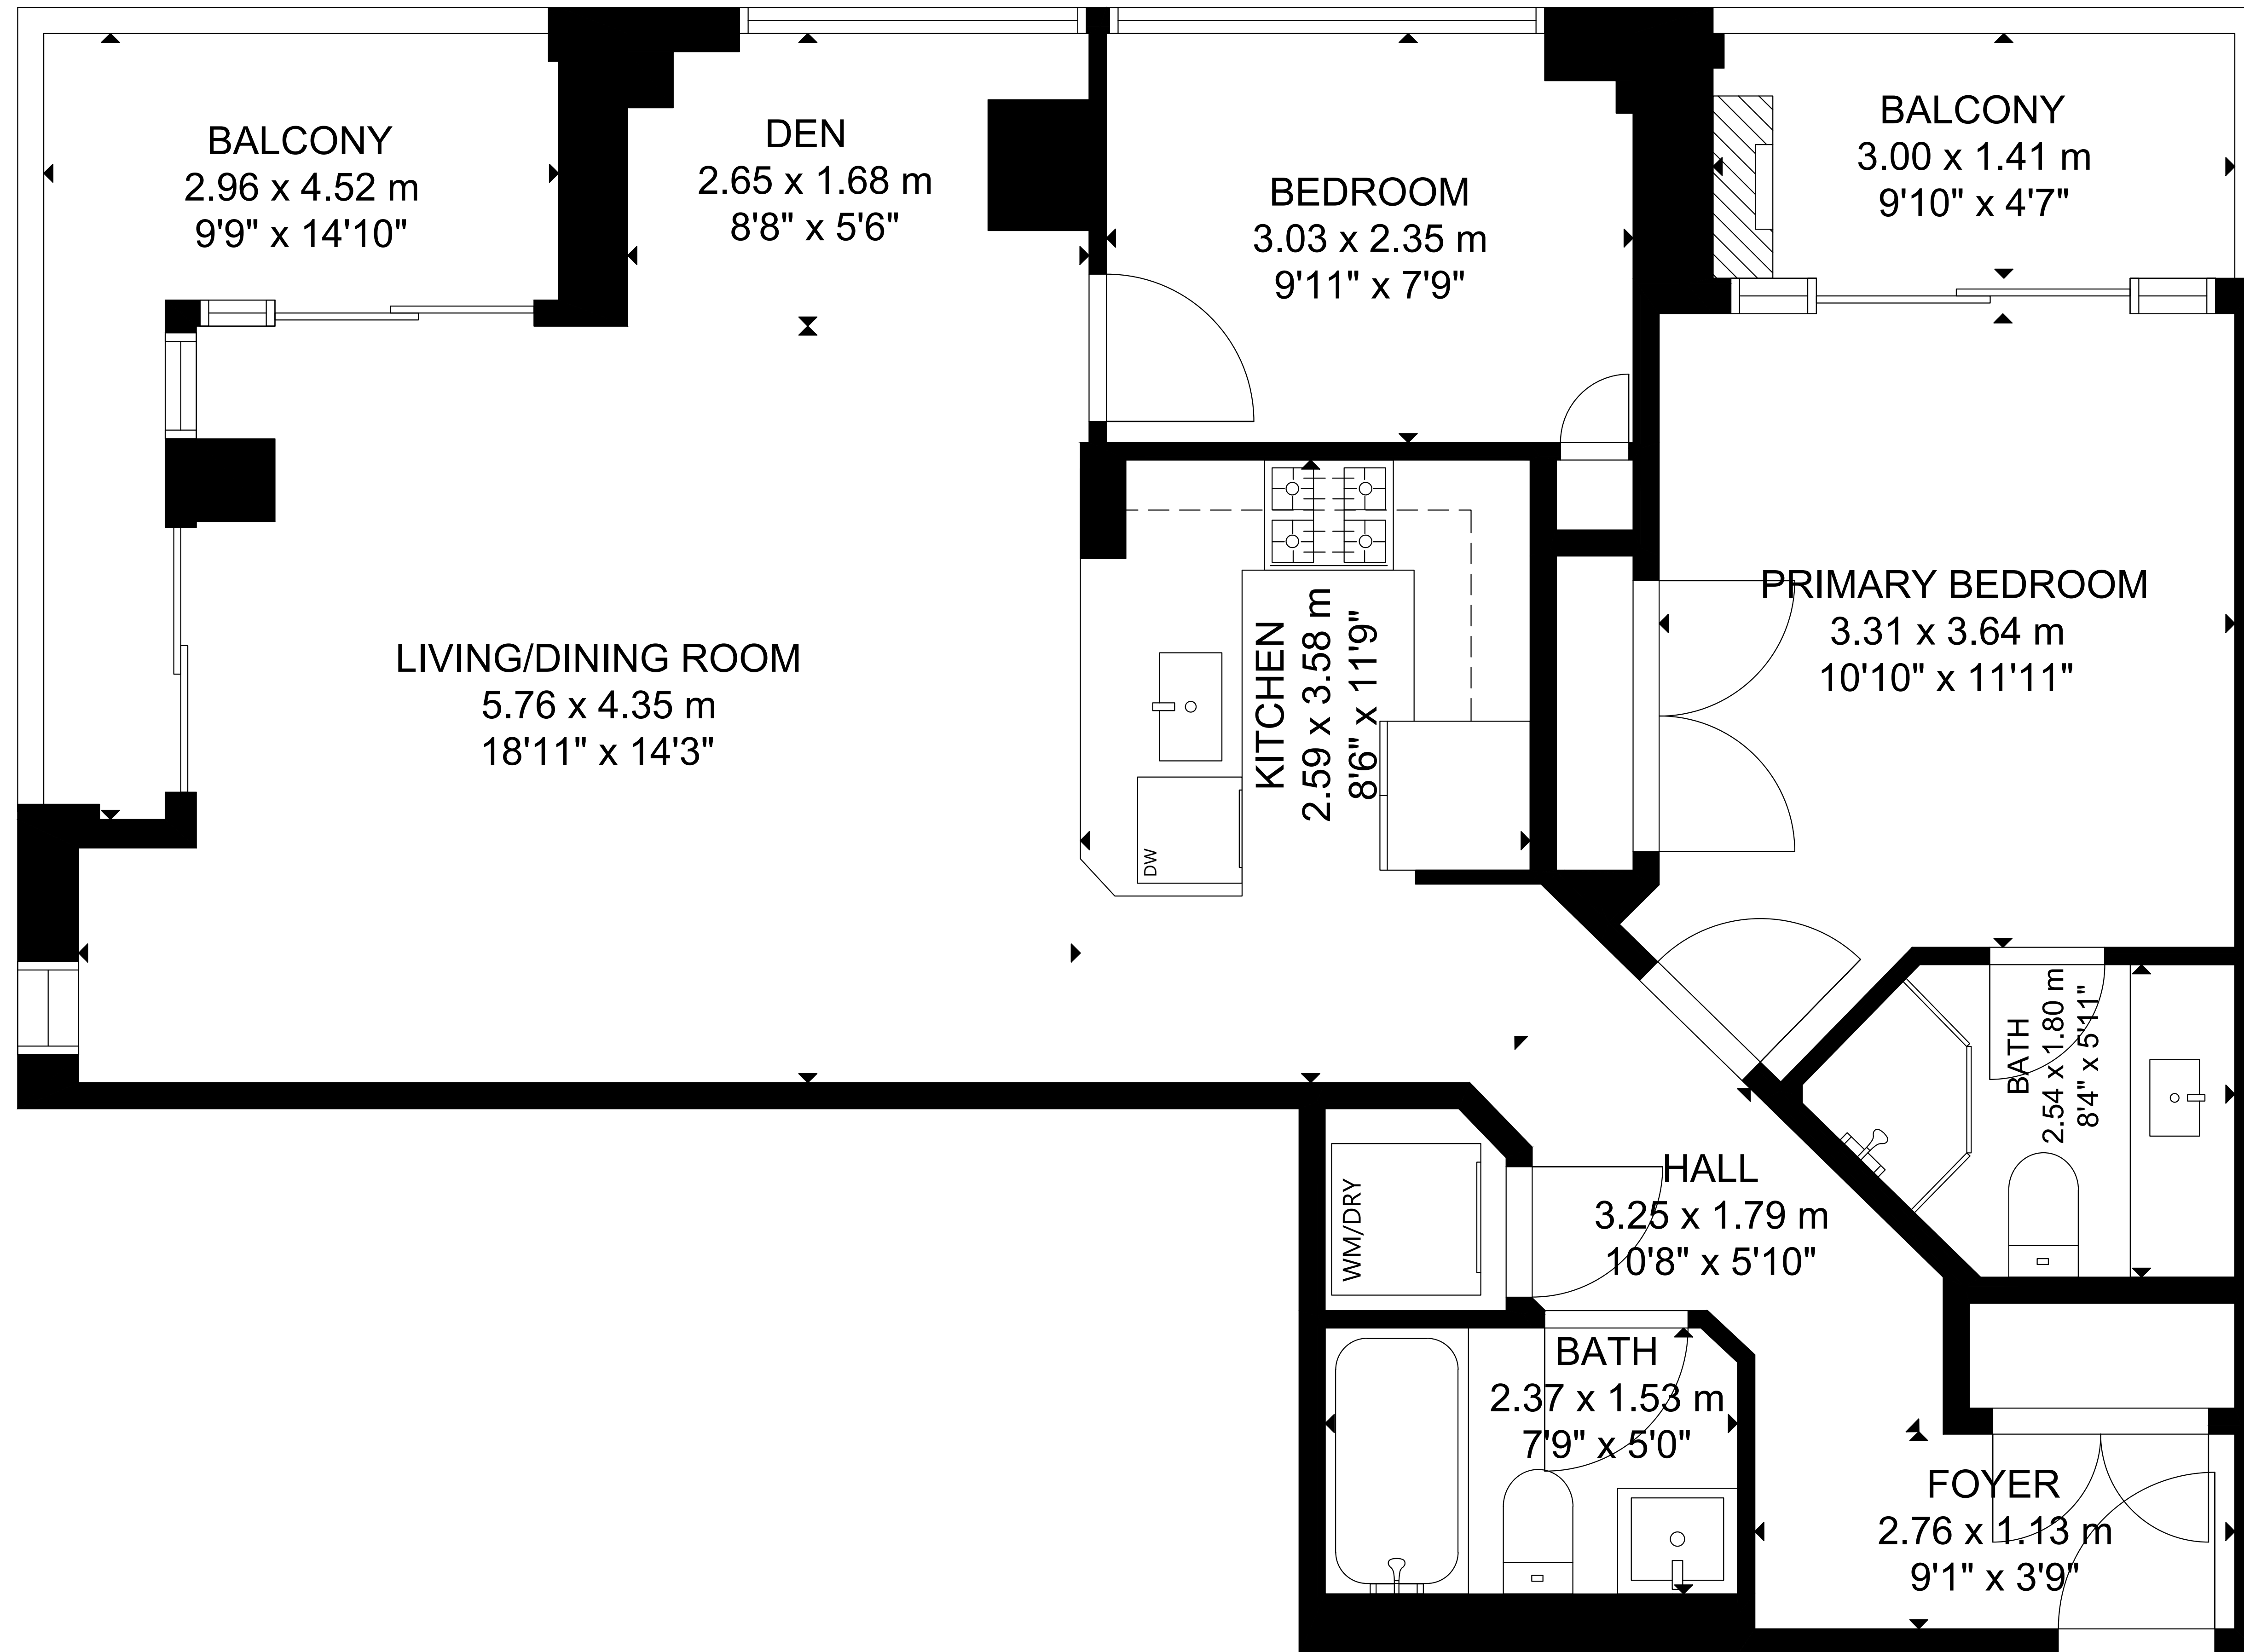 BALCONY
2.96 x 4.52 m
9'9" x 14'10"
DEN
2.65 x 1.68 m
8'8" x 5'6"
BEDROOM
3.03 x 2.35 m
9'11" x 7'9"
BALCONY
3.00 x 1.41 m
9'10" x 4'7"
LIVING/DINING ROOM
5.76 x 4.35 m
18'11" x 14'3"
KITCHEN
2.59 x 3.58 m
8'6" x 11'9"
DW
PRIMARY BEDROOM
3.31 x 3.64 m
10'10" x 11'11"
BATH
2.54 x 1.80 m
8'4" x 5'11"
WM/DRY
HALL
3.25 x 1.79 m
10'8" x 5'10"
BATH
2.37 x 1.53 m
7'9" x 5'0"
FOYER
2.76 x 1.13 m
9'1" x 3'9"